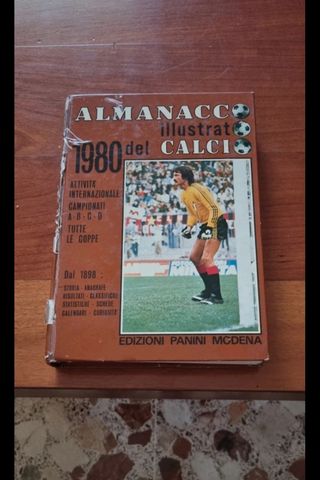 ALMANACCO
illustrato
1980 del CALCIO
ATTIVITÀ
INTERNAZIONALE
CAMPIONATI
A-B-C-D
TUTTE
LE COPPE
Dal 1898 :
STORIA - ANAGRAFE
RISULTATI - CLASSIFICHE
STATISTICHE - SCHEDE
CALENDARI - CURIOSITÀ
EDIZIONI PANINI MODENA